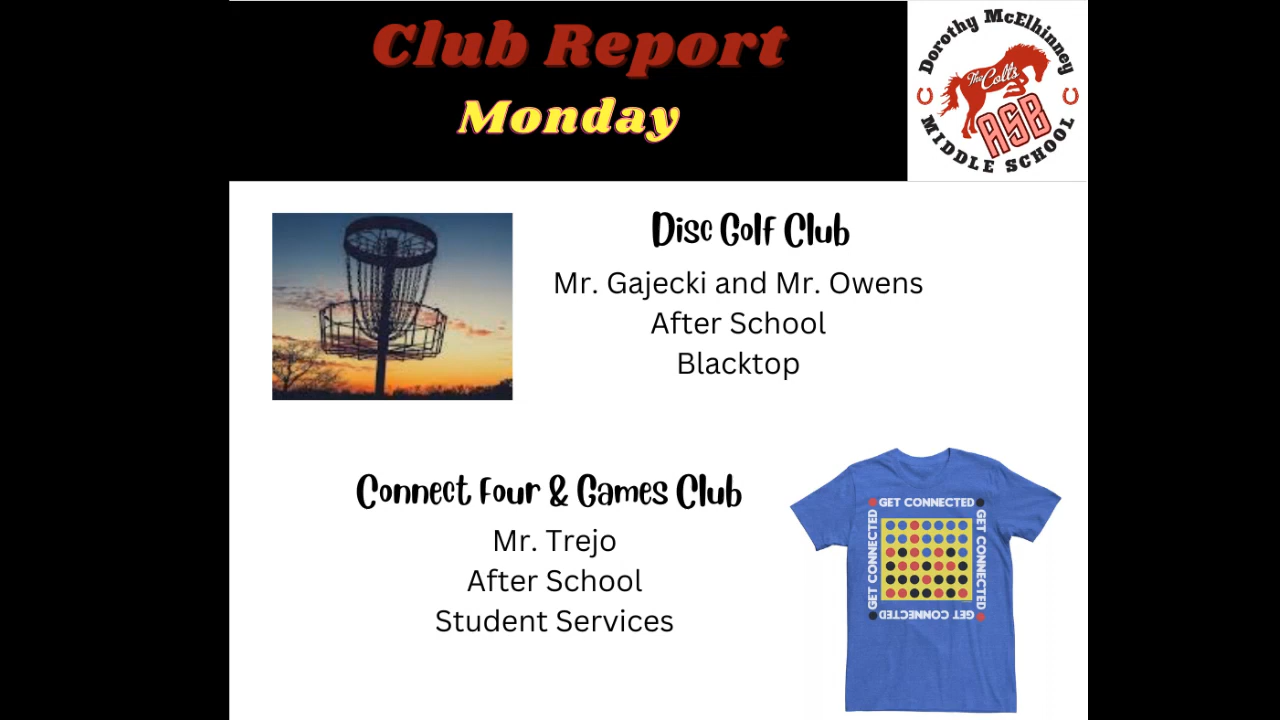 Club Report
Monday
Dorothy McElhinney
The Colts
ASB
MIDDLE SCHOOL
Disc Golf Club
Mr. Gajecki and Mr. Owens
After School
Blacktop
Connect Four & Games Club
Mr. Trejo
After School
Student Services
GET CONNECTED
GET CONNECTED
GET CONNECTED
GET CONNECTED